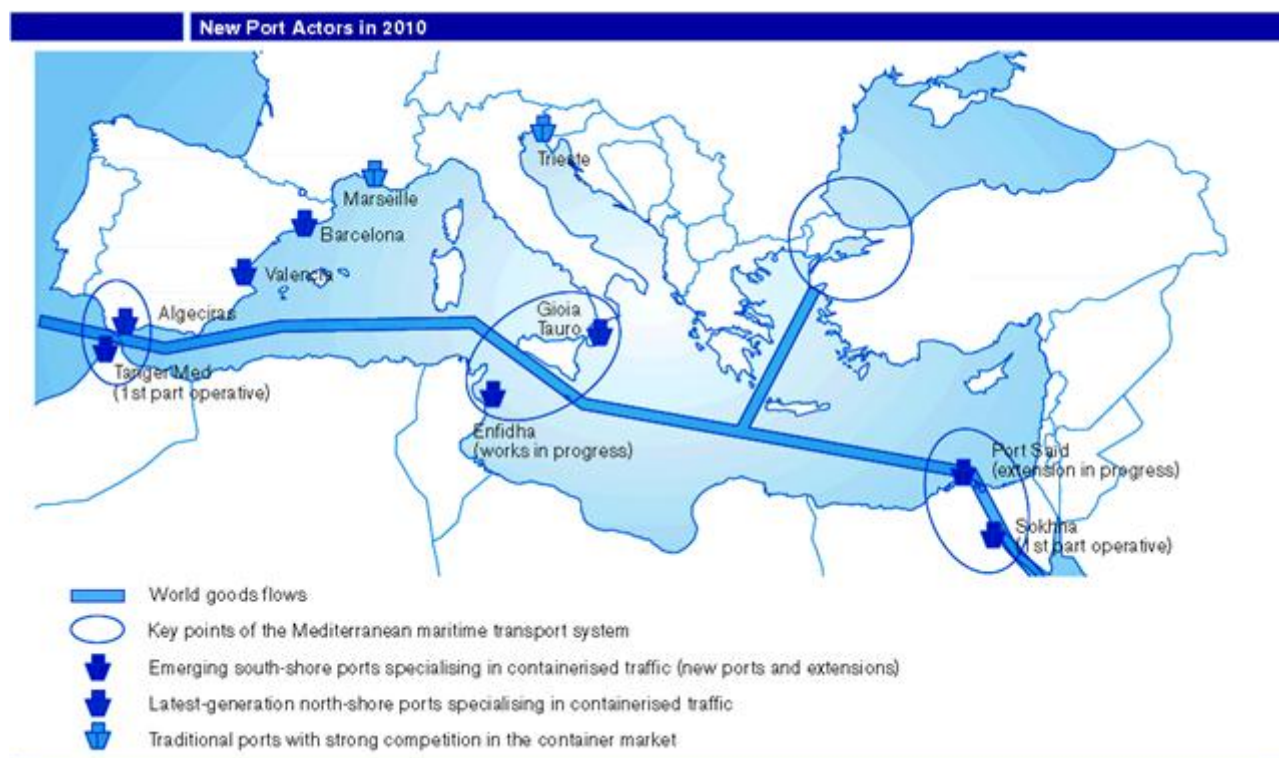 New Port Actors in 2010
Trieste
Marseille
Barcelona
Valencia
Algeciras
Gioia
Tauro
Tanger Med
(1st part operative)
Enfidha
(works in progress)
Port Said
(extension in progress)
Sokhna
(1st part operative)
World goods flows
Key points of the Mediterranean maritime transport system
Emerging south-shore ports specialising in containerised traffic (new ports and extensions)
Latest-generation north-shore ports specialising in containerised traffic
Traditional ports with strong competition in the container market